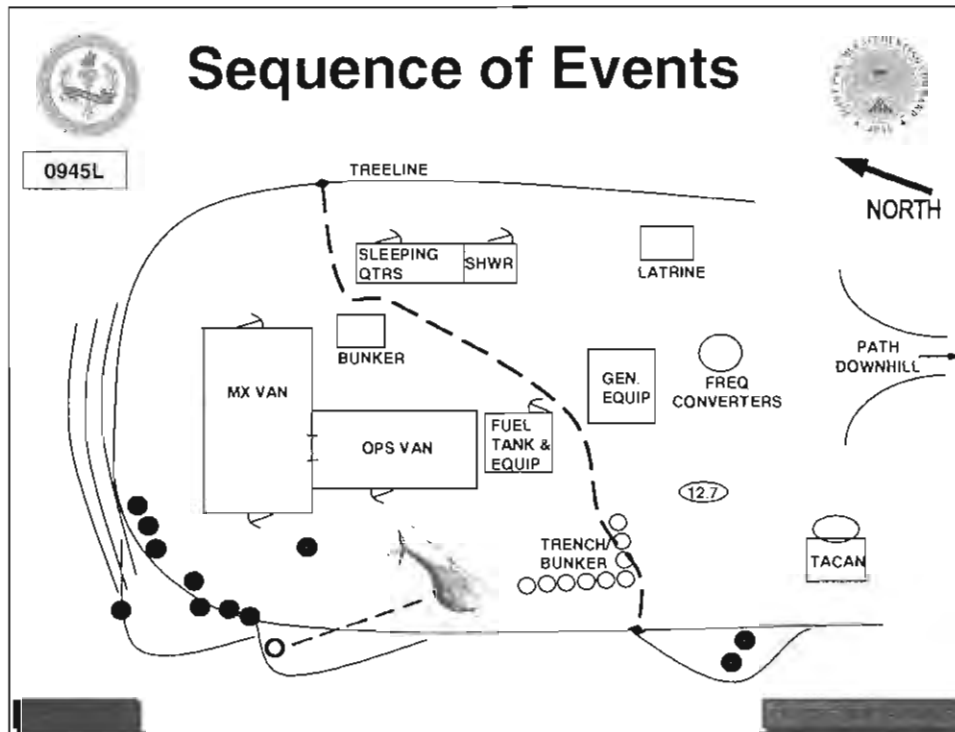 Sequence of Events
0945L
TREELINE
NORTH
SLEEPING
QTRS
SHWR
LATRINE
BUNKER
MX VAN
GEN.
EQUIP
FREQ
CONVERTERS
PATH
DOWNHILL
OPS VAN
FUEL
TANK &
EQUIP
12.7
TRENCH/
BUNKER
TACAN